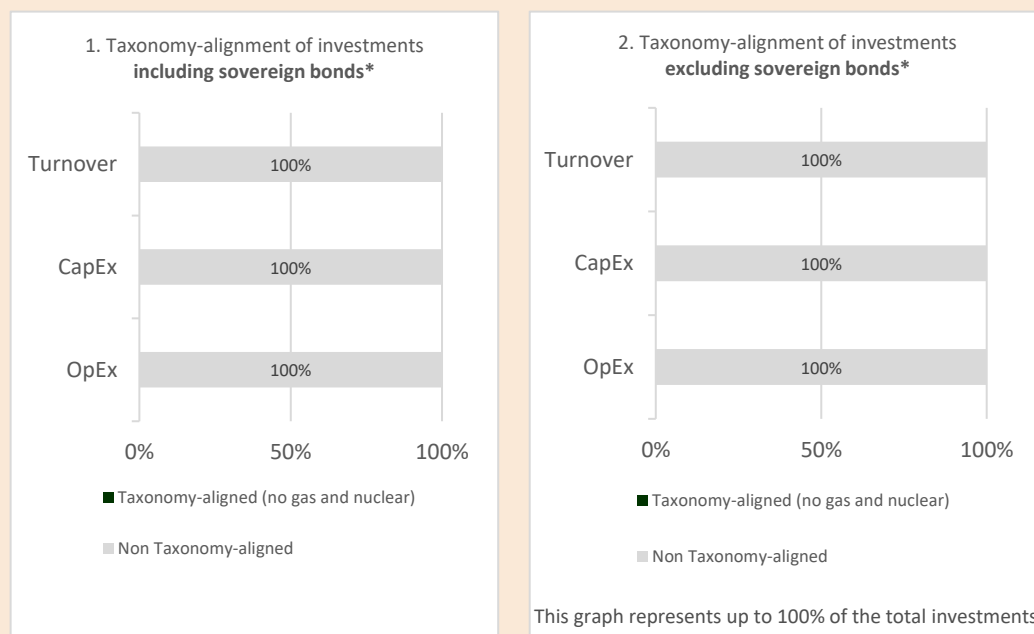 1. Taxonomy-alignment of investments
including sovereign bonds*
Turnover
100%
CapEx
100%
OpEx
100%
0%
50%
100%
Taxonomy-aligned (no gas and nuclear)
Non Taxonomy-aligned
2. Taxonomy-alignment of investments
excluding sovereign bonds*
Turnover
100%
CapEx
100%
OpEx
100%
0%
50%
100%
Taxonomy-aligned (no gas and nuclear)
Non Taxonomy-aligned
This graph represents up to 100% of the total investments